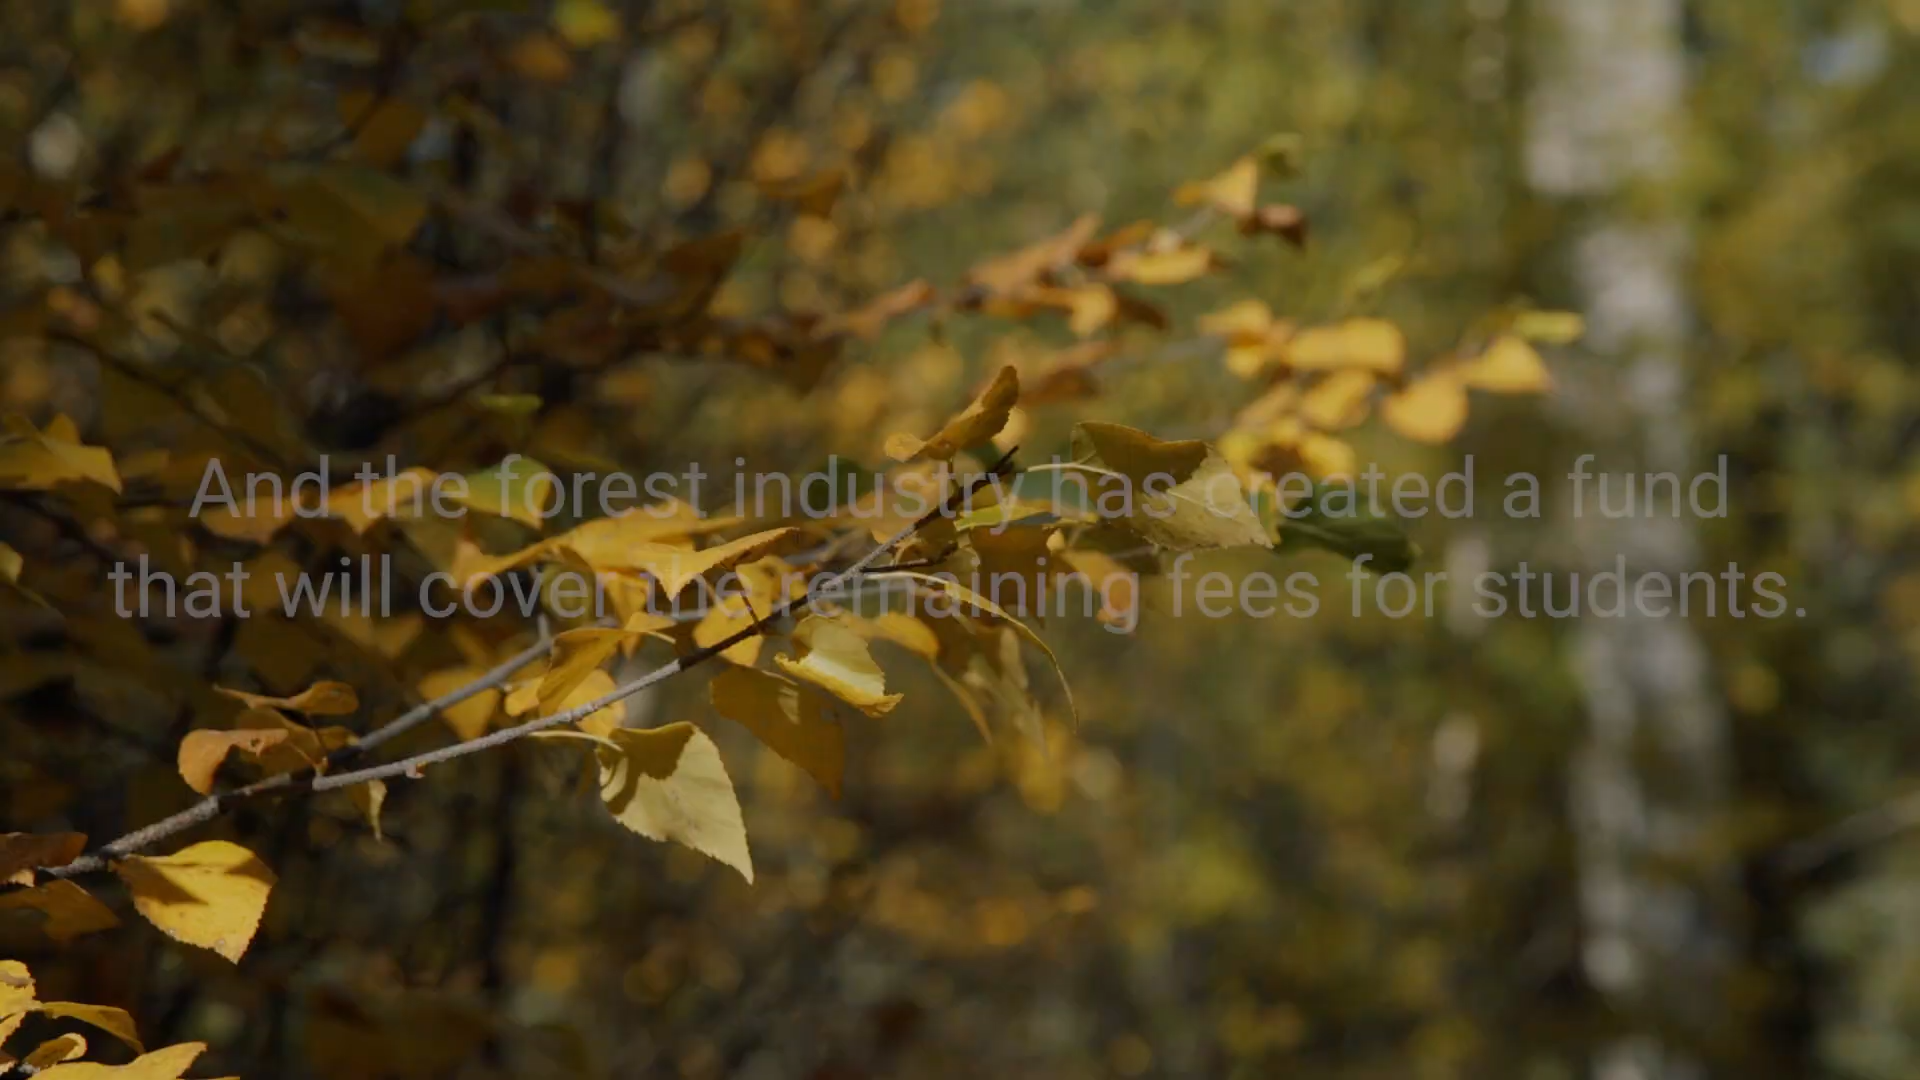 And the forest industry has created a fund
that will cover the remaining fees for students.